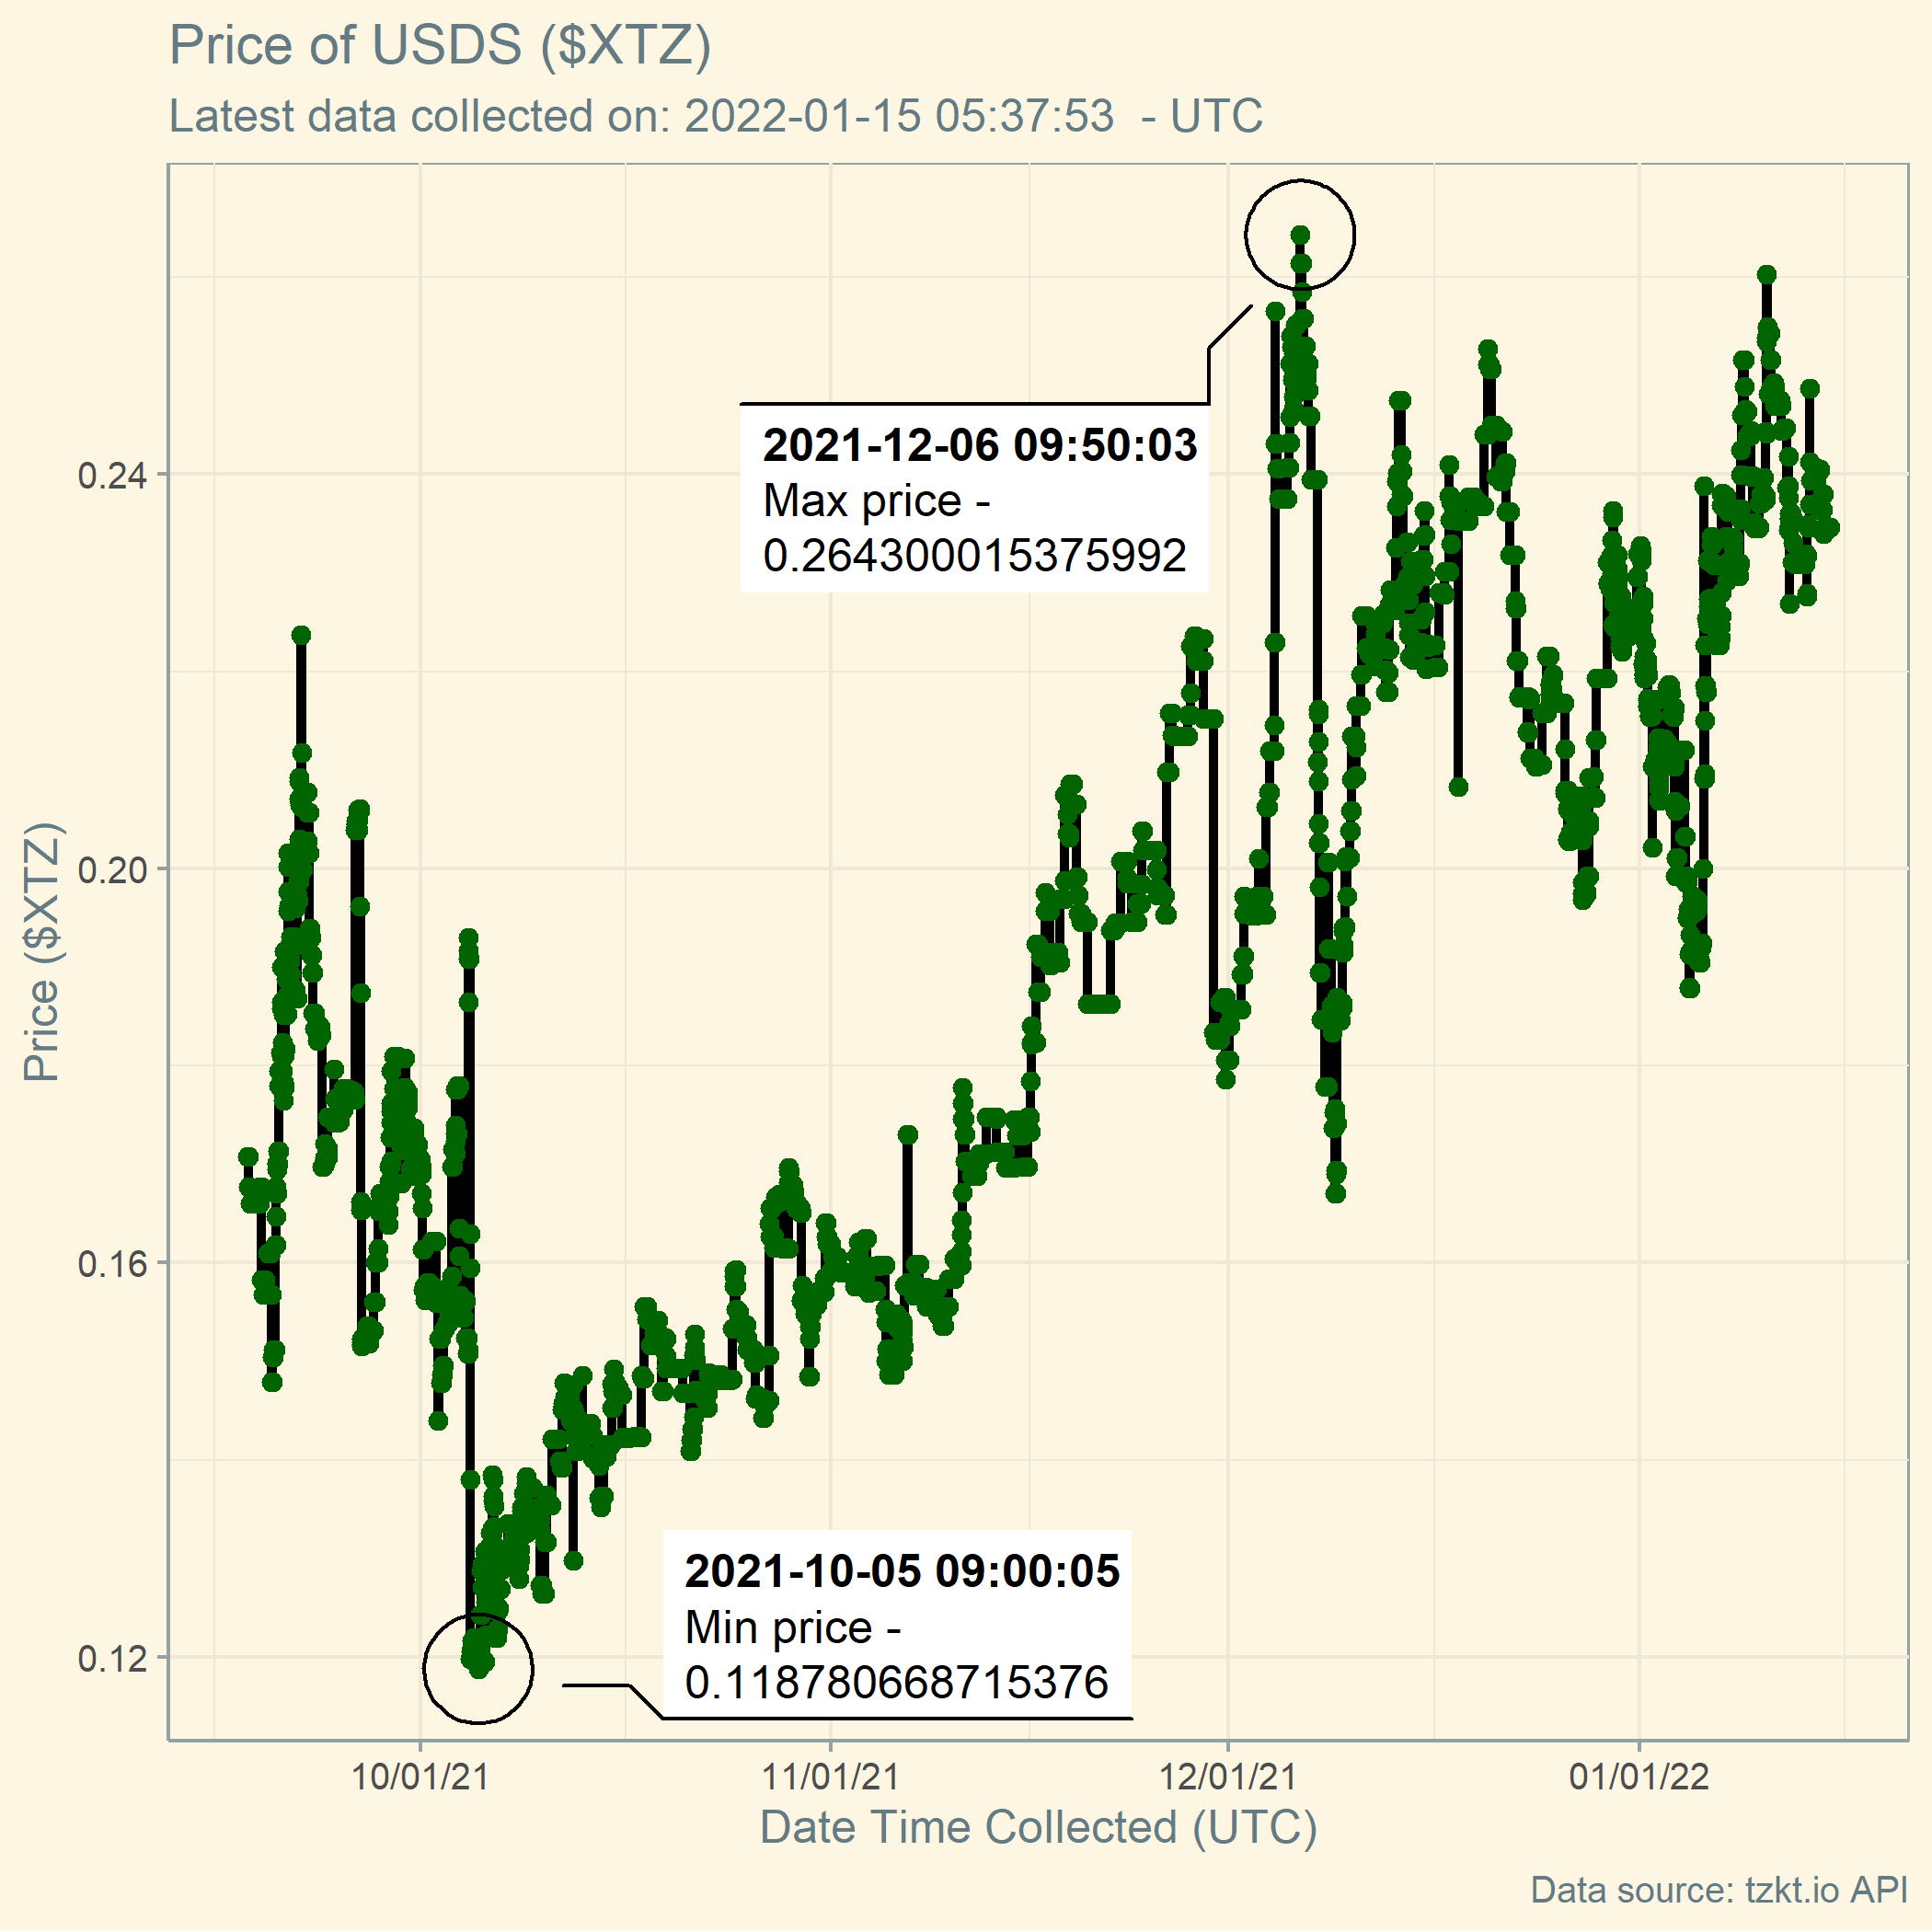 Price of USDS ($XTZ)
Latest data collected on: 2022-01-15 05:37:53  - UTC
2021-12-06 09:50:03
Max price -
0.264300015375992
0.24
0.20
0.16
0.12
Price ($XTZ)
2021-10-05 09:00:05
Min price -
0.118780668715376
10/01/21
11/01/21
12/01/21
01/01/22
Date Time Collected (UTC)
Data source: tzkt.io API